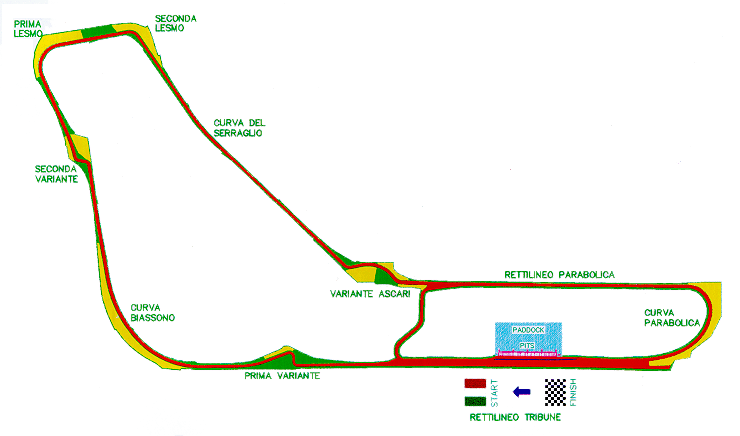 PRIMA
LESMO
SECONDA
LESMO
CURVA DEL
SERRAGLIO
SECONDA
VARIANTE
RETTILINEO PARABOLICA
VARIANTE ASCARI
CURVA
BIASSONO
CURVA
PARABOLICA
PADDOCK
PITS
PRIMA VARIANTE
START
FINISH
RETTILINEO TRIBUNE